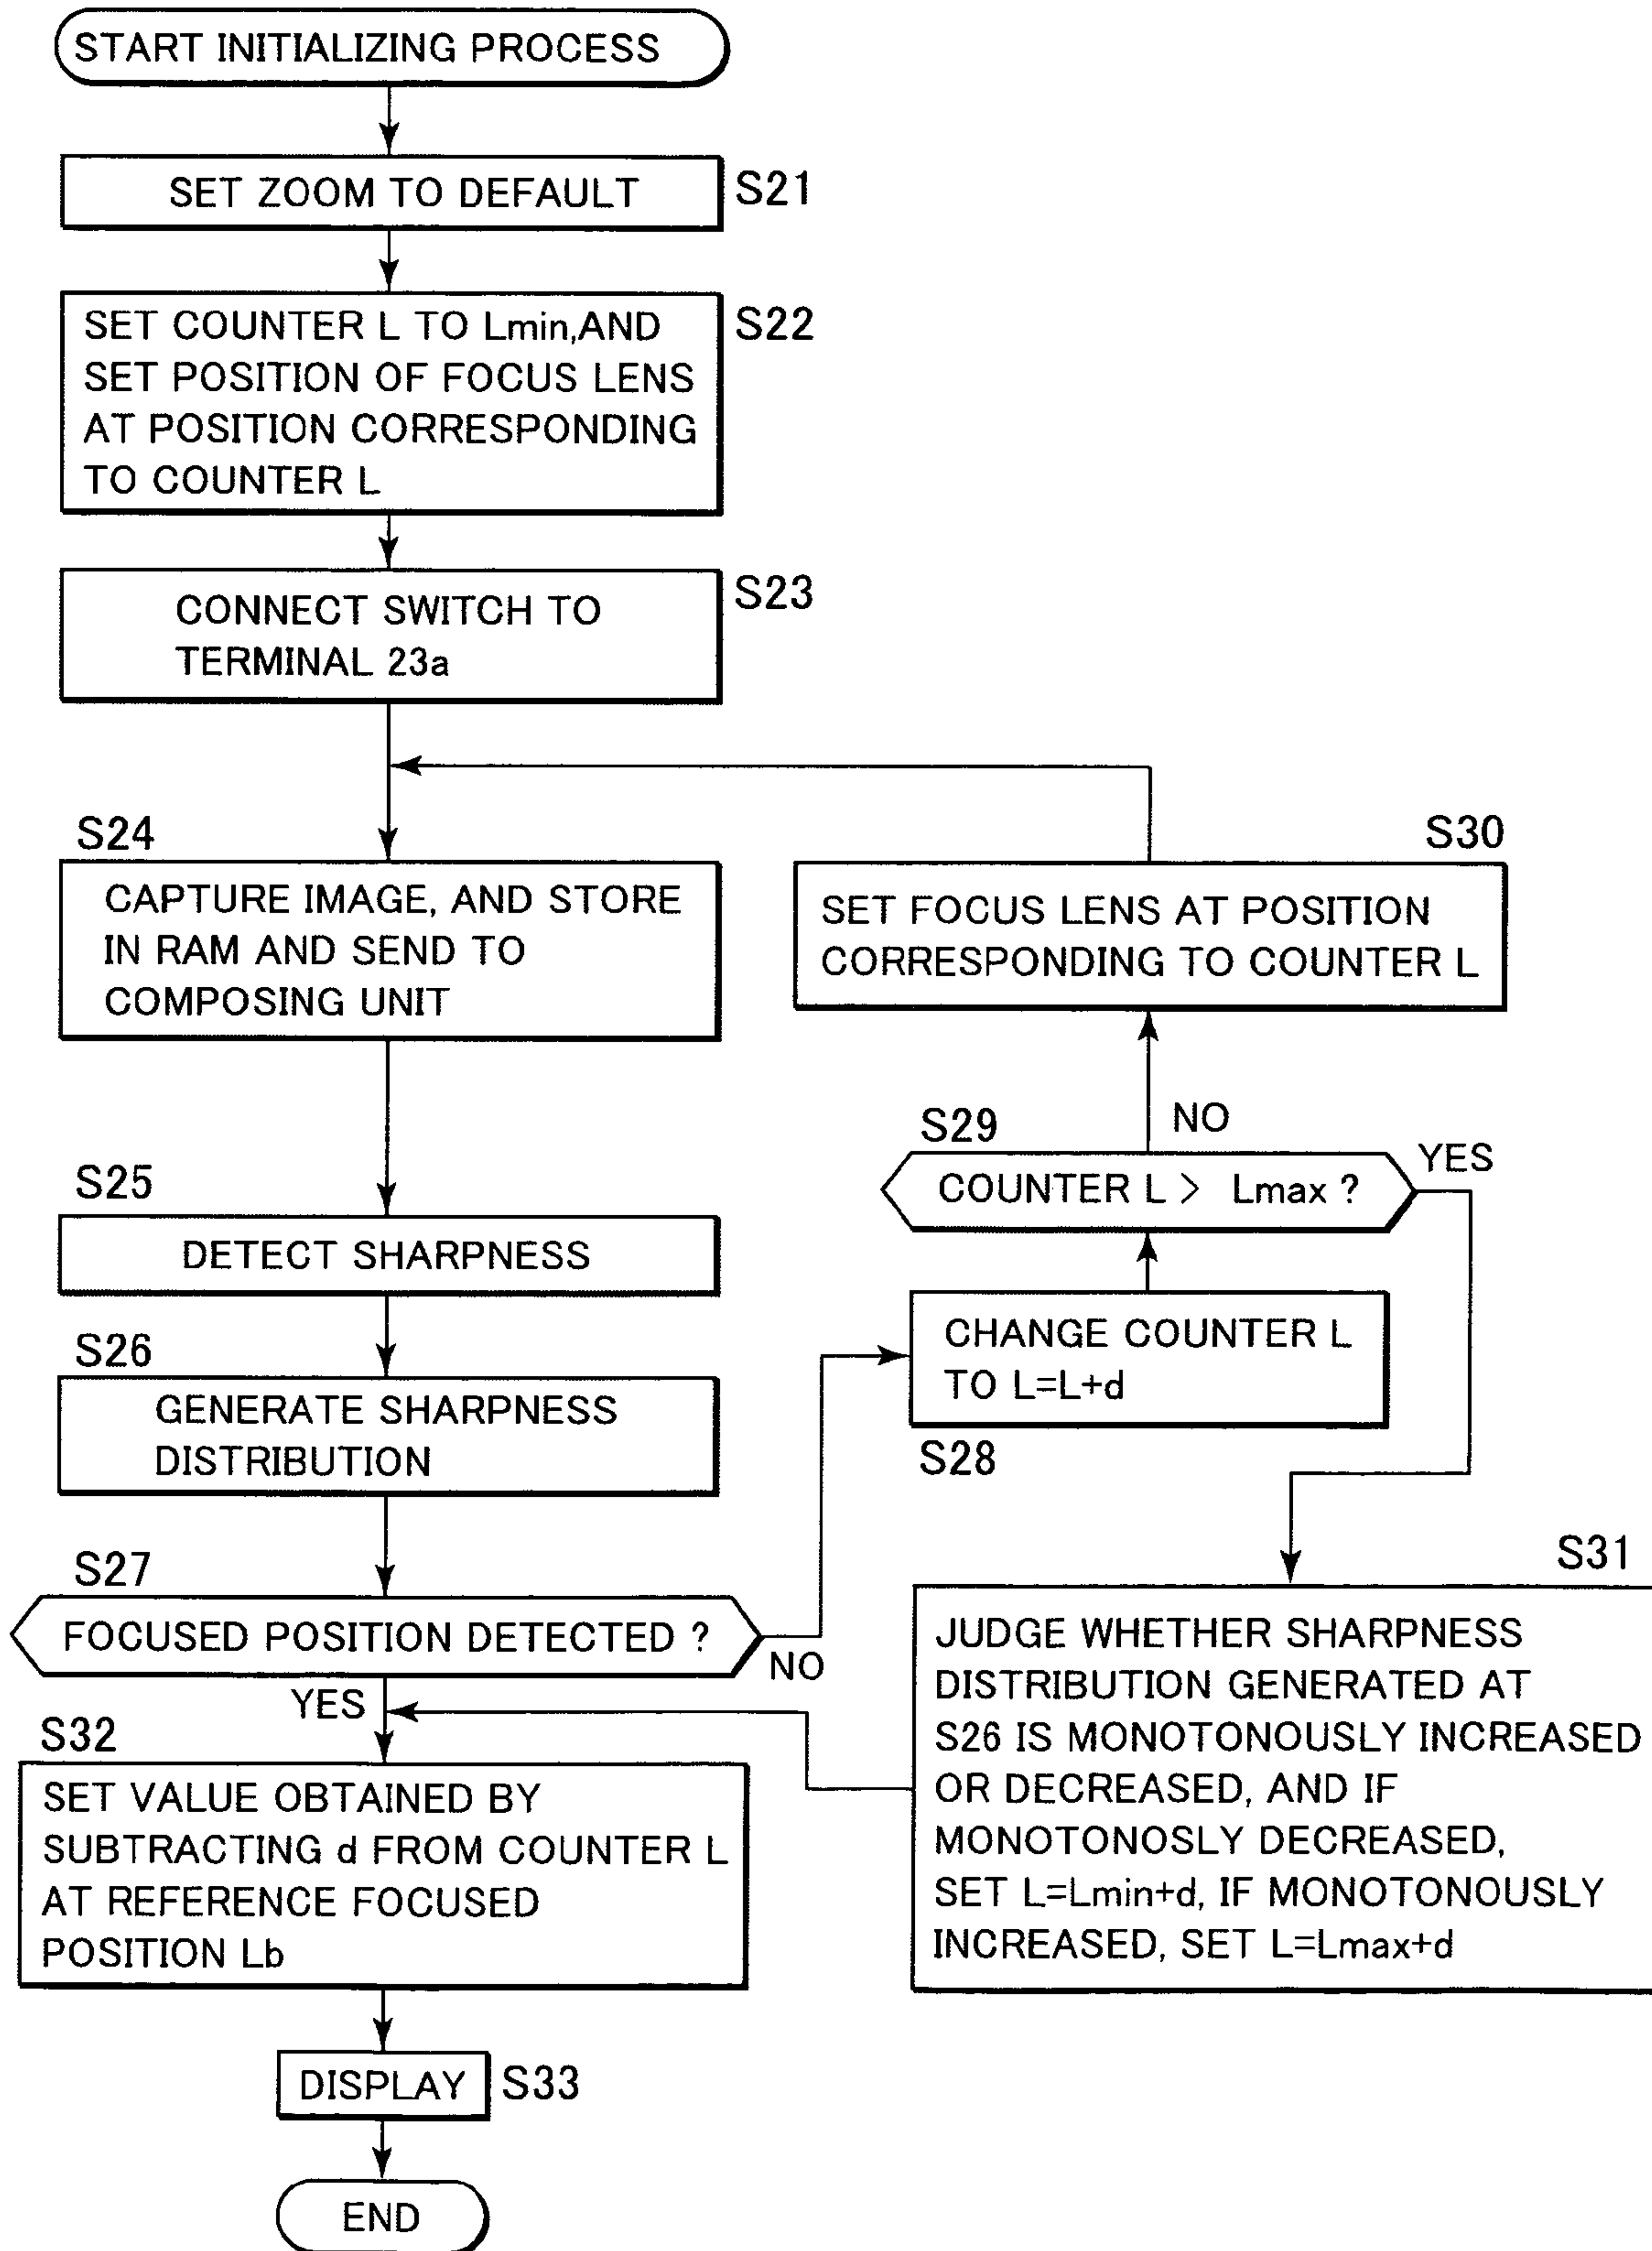 START INITIALIZING PROCESS
SET ZOOM TO DEFAULT
S21
SET COUNTER L TO Lmin,AND
SET POSITION OF FOCUS LENS
AT POSITION CORRESPONDING
TO COUNTER L
S22
CONNECT SWITCH TO
TERMINAL 23a
S23
S24
CAPTURE IMAGE, AND STORE
IN RAM AND SEND TO
COMPOSING UNIT
S25
DETECT SHARPNESS
S26
GENERATE SHARPNESS
DISTRIBUTION
S27
FOCUSED POSITION DETECTED ?
NO
YES
S30
SET FOCUS LENS AT POSITION
CORRESPONDING TO COUNTER L
NO
S29
YES
COUNTER L > Lmax ?
CHANGE COUNTER L
TO L=L+d
S28
S31
JUDGE WHETHER SHARPNESS
DISTRIBUTION GENERATED AT
S26 IS MONOTONOUSLY INCREASED
OR DECREASED, AND IF
MONOTONOSLY DECREASED,
SET L=Lmin+d, IF MONOTONOUSLY
INCREASED, SET L=Lmax+d
S32
SET VALUE OBTAINED BY
SUBTRACTING d FROM COUNTER L
AT REFERENCE FOCUSED
POSITION Lb
DISPLAY
S33
END